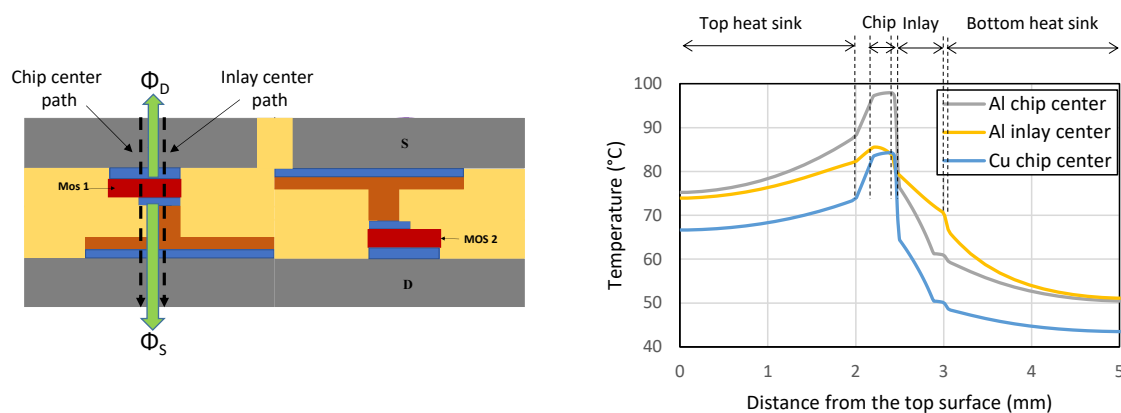 Chip center
path
Φ_D
Inlay center
path
S
Mos 1
MOS 2
D
Φ_S
Top heat sink
Chip
Inlay
Bottom heat sink
100
90
80
70
60
50
40
Temperature (°C)
Al chip center
Al inlay center
Cu chip center
0
1
2
3
4
5
Distance from the top surface (mm)